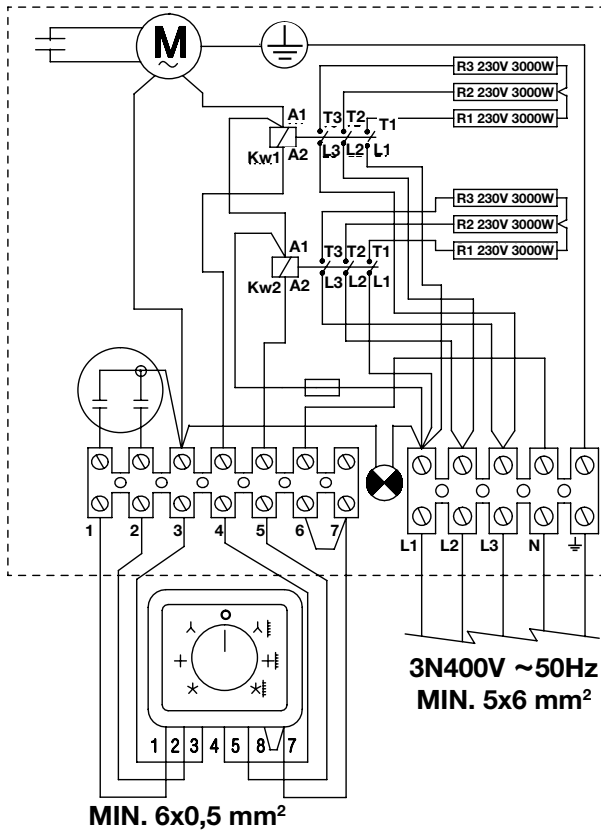 M
~
R3 230V 3000W
R2 230V 3000W
R1 230V 3000W
A1
T3 T2 T1
Kw1 A2 L3 L2 L1
R3 230V 3000W
R2 230V 3000W
R1 230V 3000W
A1
T3 T2 T1
Kw2 A2 L3 L2 L1
1 2 3 4 5 6 7
L1 L2 L3 N
1 2 3 4 5 8 7
3N400V ~50Hz
MIN. 5x6 mm²
MIN. 6x0,5 mm²